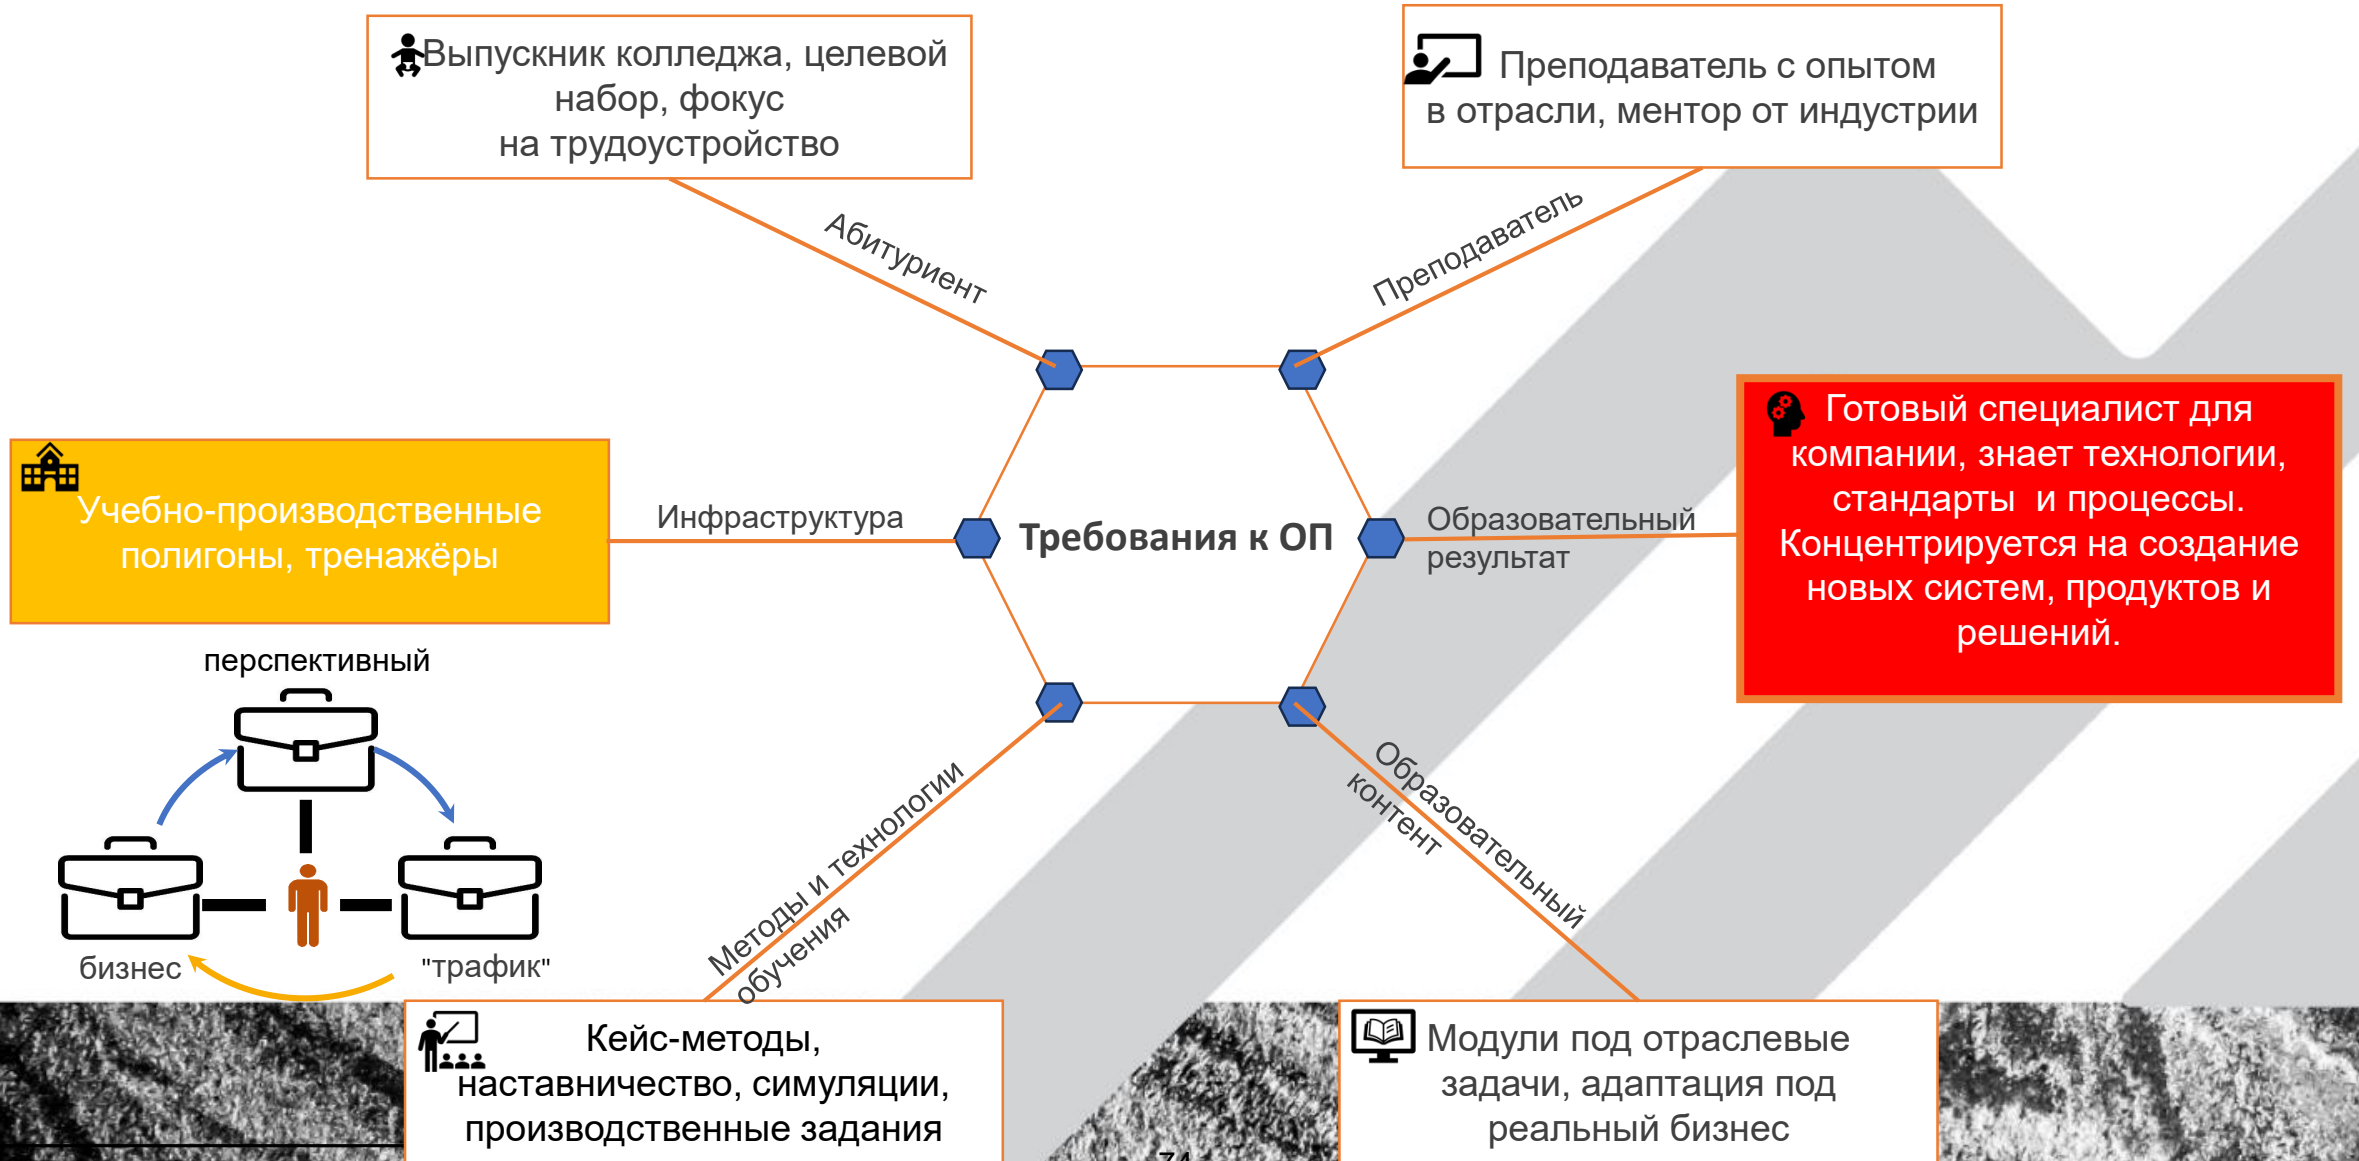 Выпускник колледжа, целевой
набор, фокус
на трудоустройство
Преподаватель с опытом
в отрасли, ментор от индустрии
Абитуриент
Преподаватель
Учебно-производственные
полигоны, тренажёры
Инфраструктура
Требования к ОП
Образовательный
результат
Готовый специалист для
компании, знает технологии,
стандарты и процессы.
Концентрируется на создание
новых систем, продуктов и
решений.
перспективный
бизнес
"трафик"
Методы и технологии
обучения
Образовательный
контент
Кейс-методы,
наставничество, симуляции,
производственные задания
Модули под отраслевые
задачи, адаптация под
реальный бизнес